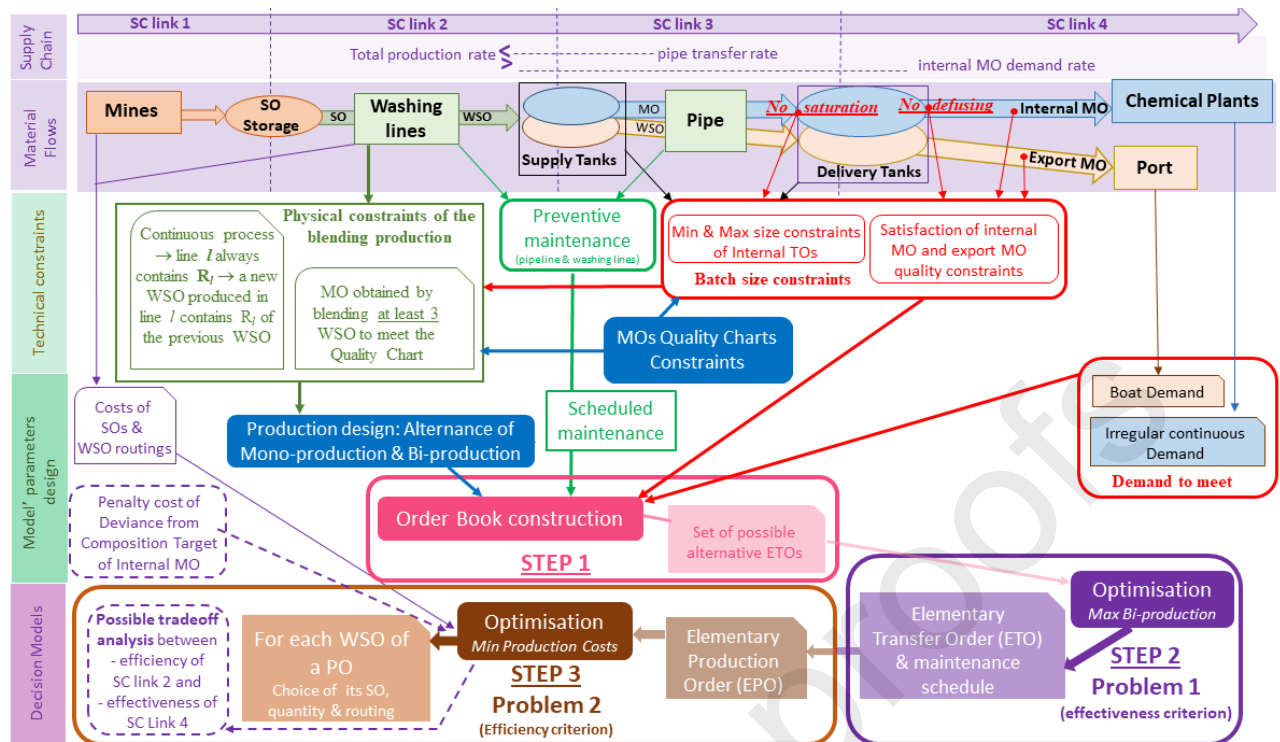 SC link 1
SC link 2
SC link 3
SC link 4
Supply
Chain
Total production rate
pipe transfer rate
internal MO demand rate
Material
Flows
Mines
SO
Storage
SO
Washing
lines
WSO
Supply Tanks
MO
WSO
Pipe
No saturation
No defusing
Delivery Tanks
Internal MO
Export MO
Chemical Plants
Port
Technical constraints
Physical constraints of the
blending production
Continuous process
→ line l always
contains Rl → a new
WSO produced in
line l contains Rl of
the previous WSO
MO obtained by
blending at least 3
WSO to meet the
Quality Chart
Preventive
maintenance
(pipeline & washing lines)
Min & Max size constraints
of Internal TOs
Satisfaction of internal
MO and export MO
quality constraints
Batch size constraints
MOs Quality Charts
Constraints
Model' parameters
design
Costs of
SOs &
WSO routings
Production design: Alternance of
Mono-production & Bi-production
Scheduled
maintenance
Boat Demand
Irregular continuous
Demand
Demand to meet
Penalty cost of
Deviance from
Composition Target
of Internal MO
Order Book construction
STEP 1
Set of possible
alternative ETOs
proofs
Decision Models
Possible tradeoff
analysis between
- efficiency of
SC link 2 and
- effectiveness of
SC Link 4
For each WSO of
a PO
Choice of its SO,
quantity & routing
Optimisation
Min Production Costs
STEP 3
Problem 2
(Efficiency criterion)
Elementary
Production
Order (EPO)
Elementary
Transfer Order (ETO)
& maintenance
schedule
Optimisation
Max Bi-production
STEP 2
Problem 1
(effectiveness criterion)